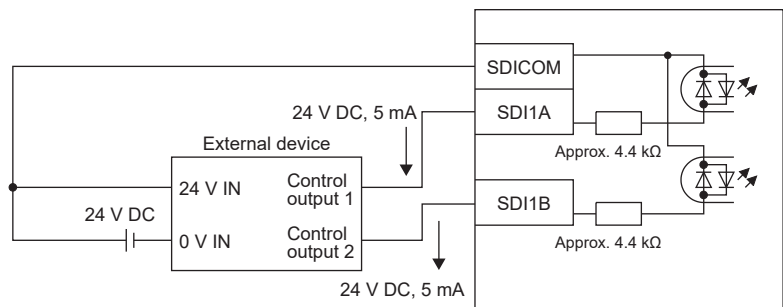 SDICOM
24 V DC, 5 mA
SDI1A
External device
Approx. 4.4 kΩ
24 V IN
Control
output 1
24 V DC
SDI1B
0 V IN
Control
output 2
Approx. 4.4 kΩ
24 V DC, 5 mA